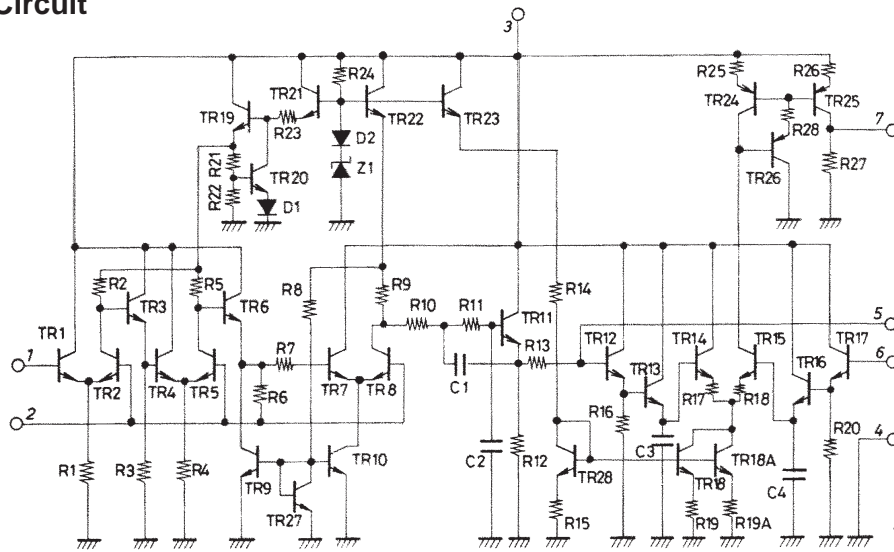 Circuit
3
R24
R25
R26
TR19
TR21
TR22
TR23
TR24
TR25
R23
R28
7
D2
R21
TR20
Z1
TR26
R27
R22
D1
R2
R5
R8
R9
R14
TR3
TR6
R10
R11
TR1
TR11
TR12
TR14
TR15
TR17
5
1
R7
R13
TR13
TR16
6
TR2
TR4
TR5
TR7
TR8
C1
R17
R18
2
R6
R16
R1
R3
R4
TR9
TR10
C2
R12
TR28
C3
TR18
TR18A
R20
4
C4
TR27
R15
R19
R19A